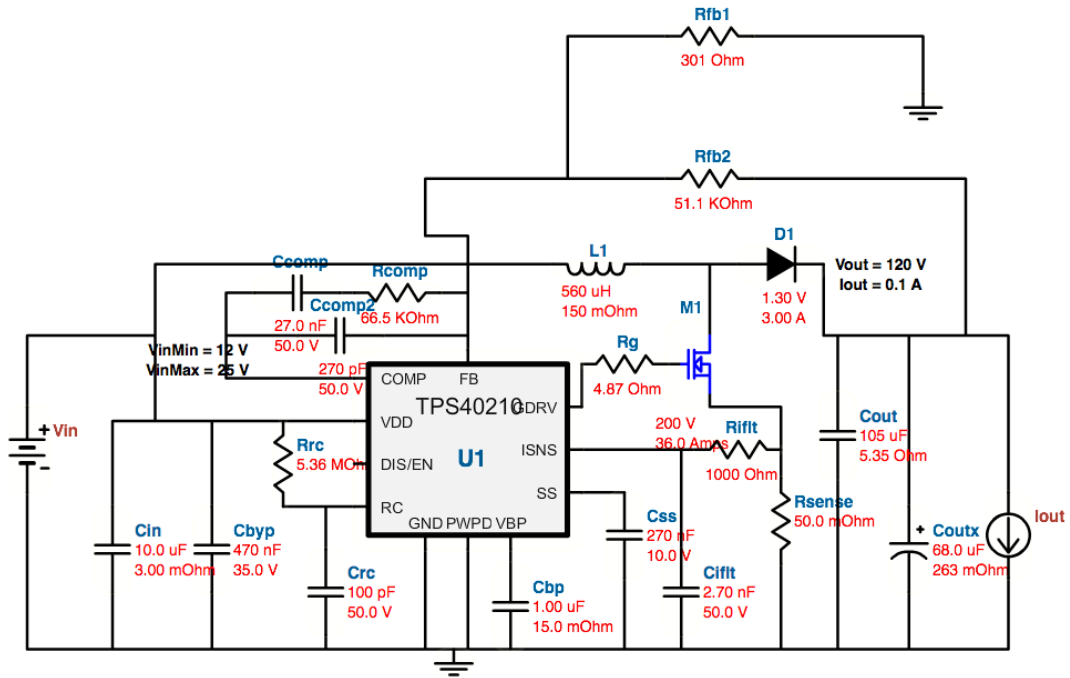 Rfb1
301 Ohm
Rfb2
51.1 KOhm
D1
1.30 V
3.00 A
Vout = 120 V
Iout = 0.1 A
L1
560 uH
150 mOhm
M1
200 V
36.0 Amps
Ccomp
27.0 nF
50.0 V
Rcomp
66.5 KOhm
Ccomp2
270 pF
50.0 V
VinMin = 12 V
VinMax = 25 V
Rg
4.87 Ohm
+ Vin
-
COMP
FB
TPS40210
GDRV
VDD
DIS/EN
U1
ISNS
SS
RC
GND PWPD VBP
Rrc
5.36 MOhm
Riflt
1000 Ohm
Rsense
50.0 mOhm
Cout
105 uF
5.35 Ohm
+
Coutx
68.0 uF
263 mOhm
Iout
Cin
10.0 uF
3.00 mOhm
Cbyp
470 nF
35.0 V
Crc
100 pF
50.0 V
Cbp
1.00 uF
15.0 mOhm
Css
270 nF
10.0 V
Ciflt
2.70 nF
50.0 V